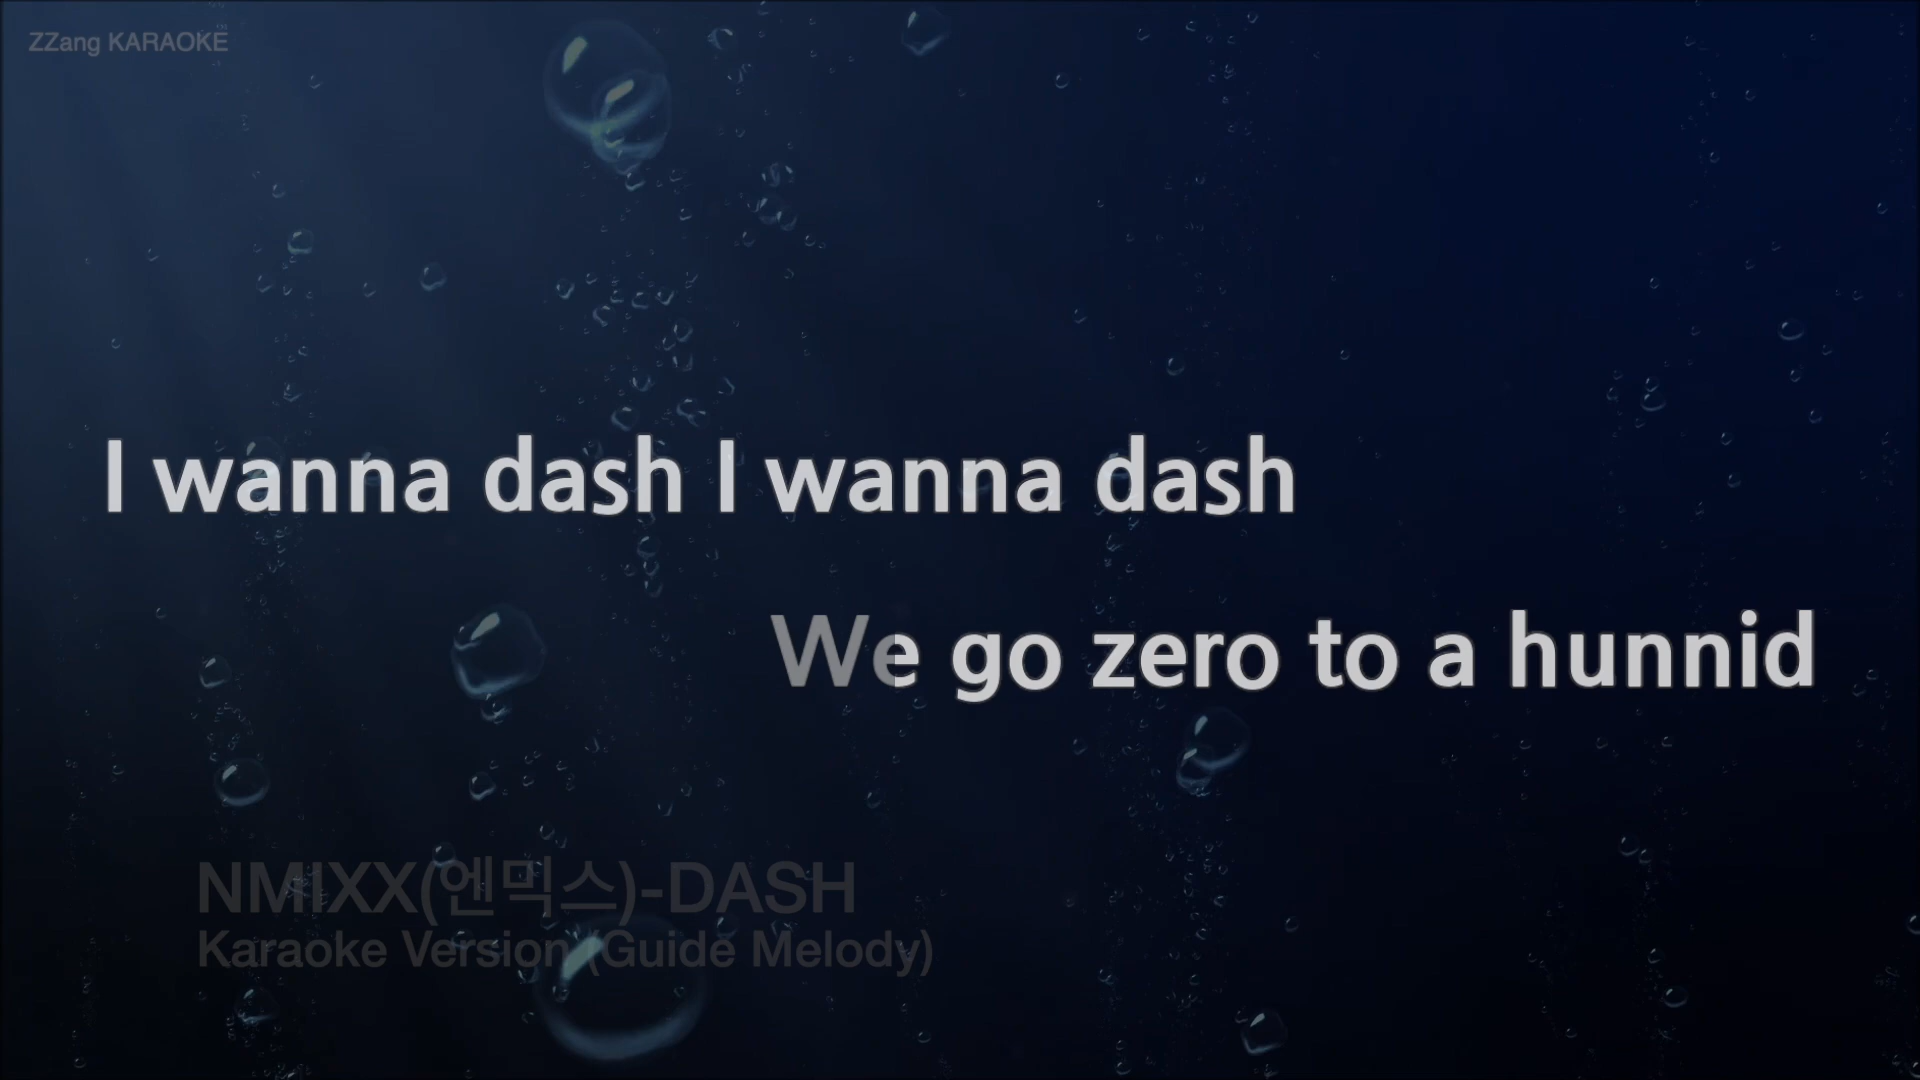 ZZang KARAOKE
I wanna dash I wanna dash
We go zero to a hunnid
NMIXX(엔믹스)-DASH
Karaoke Version (Guide Melody)